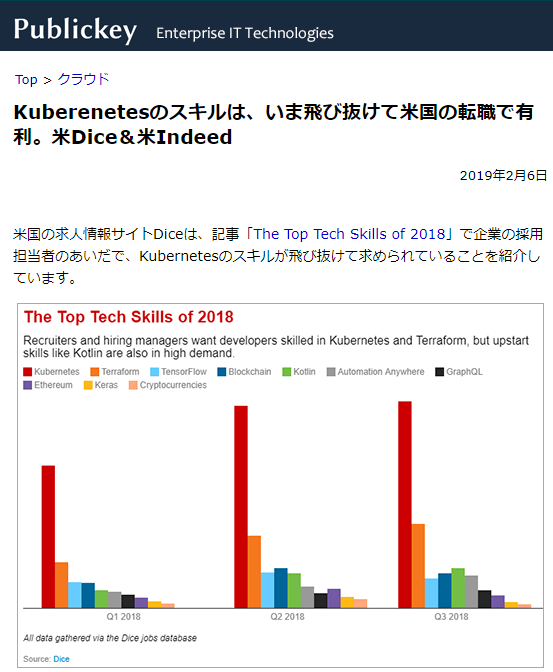 Publickey Enterprise IT Technologies
Top > クラウド
Kuberenetesのスキルは、いま飛び抜けて米国の転職で有
利。米Dice＆米Indeed
2019年2月6日
米国の求人情報サイトDiceは、記事「The Top Tech Skills of 2018」で企業の採用
担当者のあいだで、Kubernetesのスキルが飛び抜けて求められていることを紹介し
ています。
The Top Tech Skills of 2018
Recruiters and hiring managers want developers skilled in Kubernetes and Terraform, but upstart
skills like Kotlin are also in high demand.
Kubernetes Terraform TensorFlow Blockchain Kotlin Automation Anywhere GraphQL
Ethereum Keras Cryptocurrencies
Q1 2018 Q2 2018 Q3 2018
All data gathered via the Dice jobs database
Source: Dice